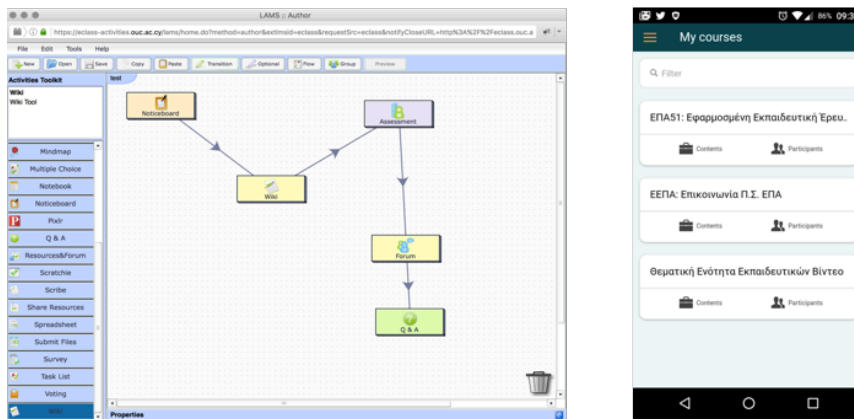 LAMS :: Author
https://eclass-activities.ouc.ac.cy/lams/home.do?method=author&extlmsid=eclass&requestSrc=eclass&notifyCloseURL=http%3A%2F%2Feclass.ouc.a
File Edit Tools Help
New Open Save Copy Paste Transition Optional Flow Group Preview
Activities Toolkit
test
Wiki
Wiki Tool
Mindmap
Multiple Choice
Notebook
Noticeboard
Pixlr
Q & A
Resources&Forum
Scratchie
Scribe
Share Resources
Spreadsheet
Submit Files
Survey
Task List
Voting
Wiki
Noticeboard
Assessment
Wiki
Forum
Q & A
Properties
86% 09:3
My courses
Filter
ΕΠΑ51: Εφαρμοσμένη Εκπαιδευτική Έρευ..
Contents Participants
ΕΕΠΑ: Επικοινωνία Π.Σ. ΕΠΑ
Contents Participants
Θεματική Ενότητα Εκπαιδευτικών Βίντεο
Contents Participants